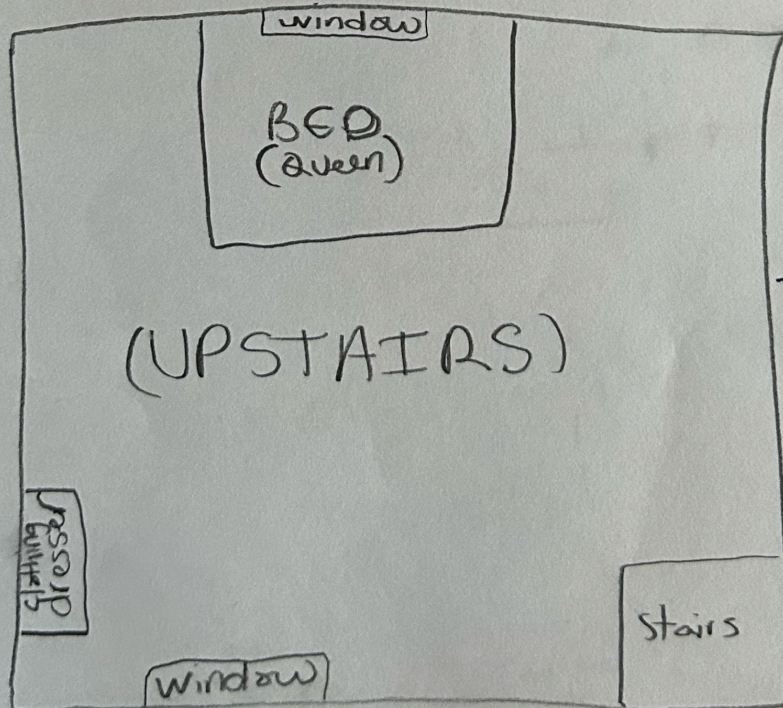 window
BED
(Queen)
(UPSTAIRS)
dresser
stairs
window